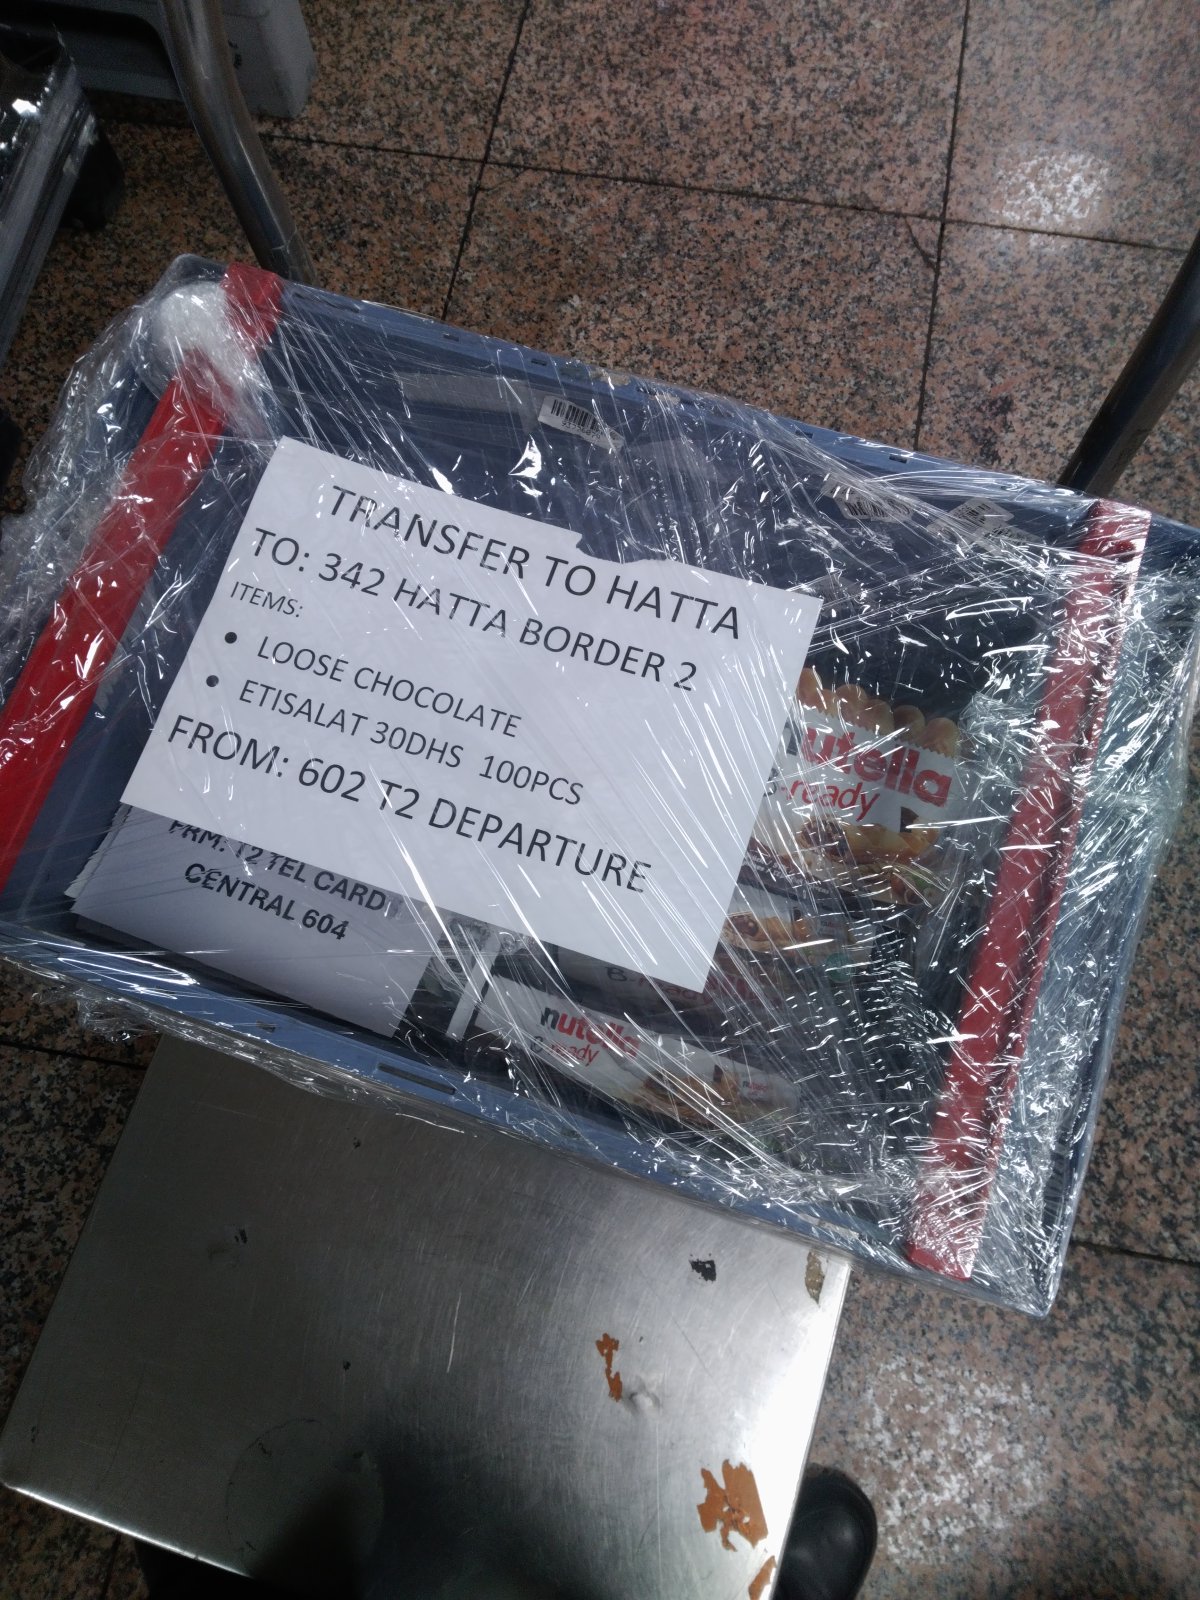 TRANSFER TO HATTA
TO: 342 HATTA BORDER 2
ITEMS:
• LOOSE CHOCOLATE
• ETISALAT 30DHS 100PCS
FROM: 602 T2 DEPARTURE
FRM: T2 TEL CARD
CENTRAL 604
nutella
B-ready
B-ready
nutella
B-ready